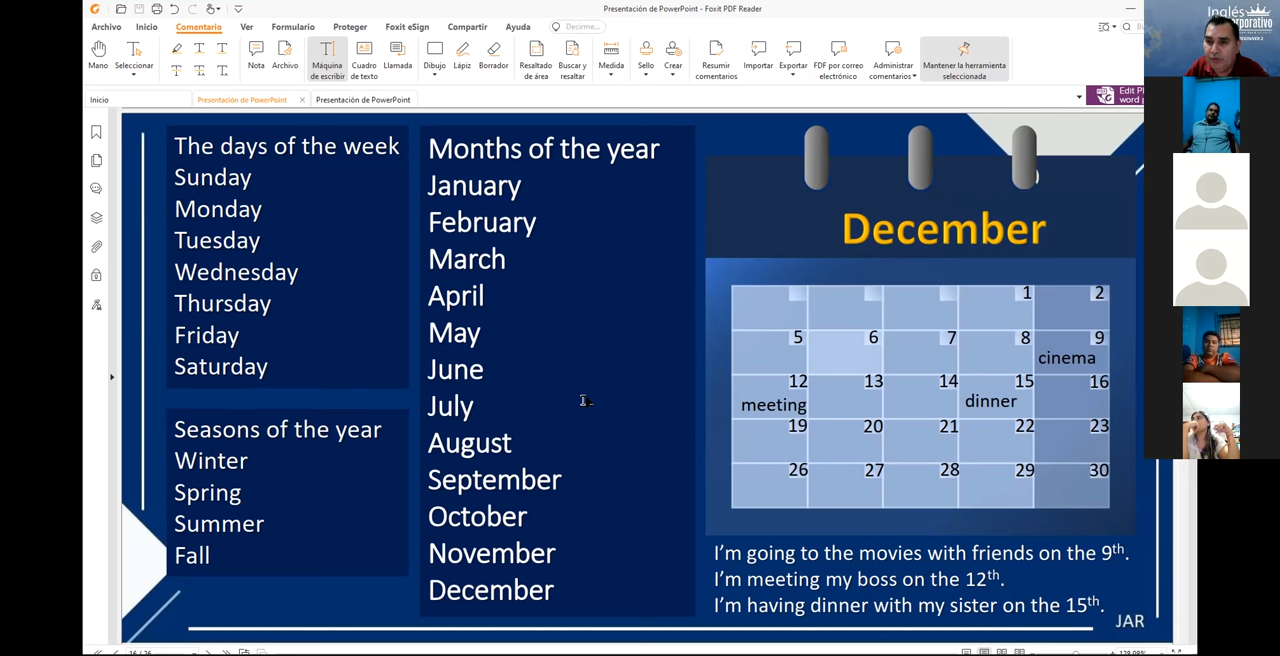 Presentación de PowerPoint - Foxit PDF Reader
Archivo Inicio Comentario Ver Formulario Proteger Foxit eSign Compartir Ayuda Decirme...
Mano Seleccionar Nota Archivo Máquina de escribir Cuadro de texto Llamada Dibujo Lápiz Borrador Resaltado de área Buscar y resaltar Medida Sello Crear Resumir comentarios Importar Exportar PDF por correo electrónico Administrar comentarios Mantener la herramienta seleccionada
Inicio Presentación de PowerPoint Presentación de PowerPoint
Edit
word
Inglés
The days of the week
Sunday
Monday
Tuesday
Wednesday
Thursday
Friday
Saturday
Seasons of the year
Winter
Spring
Summer
Fall
Months of the year
January
February
March
April
May
June
July
August
September
October
November
December
December
1 2
5 6 7 8 9
cinema
12 13 14 15 16
meeting dinner
19 20 21 22 23
26 27 28 29 30
I'm going to the movies with friends on the 9th.
I'm meeting my boss on the 12th.
I'm having dinner with my sister on the 15th.
JAR